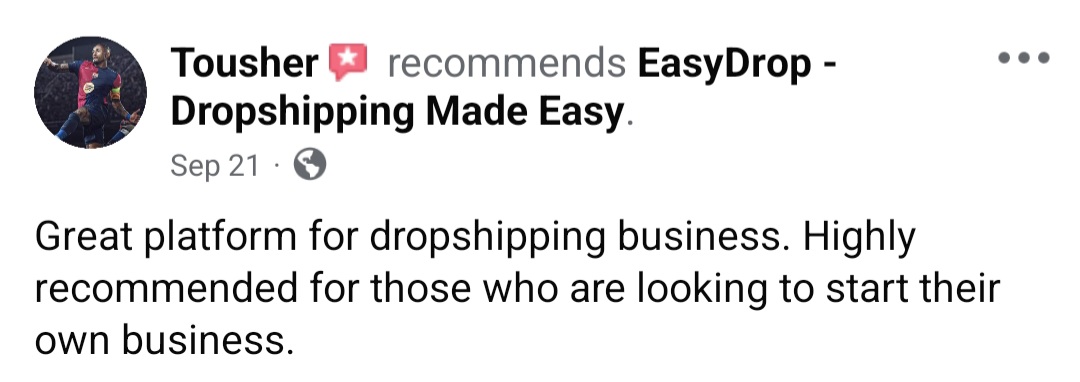 Tousher recommends EasyDrop -
Dropshipping Made Easy.
Sep 21 ·
Great platform for dropshipping business. Highly
recommended for those who are looking to start their
own business.